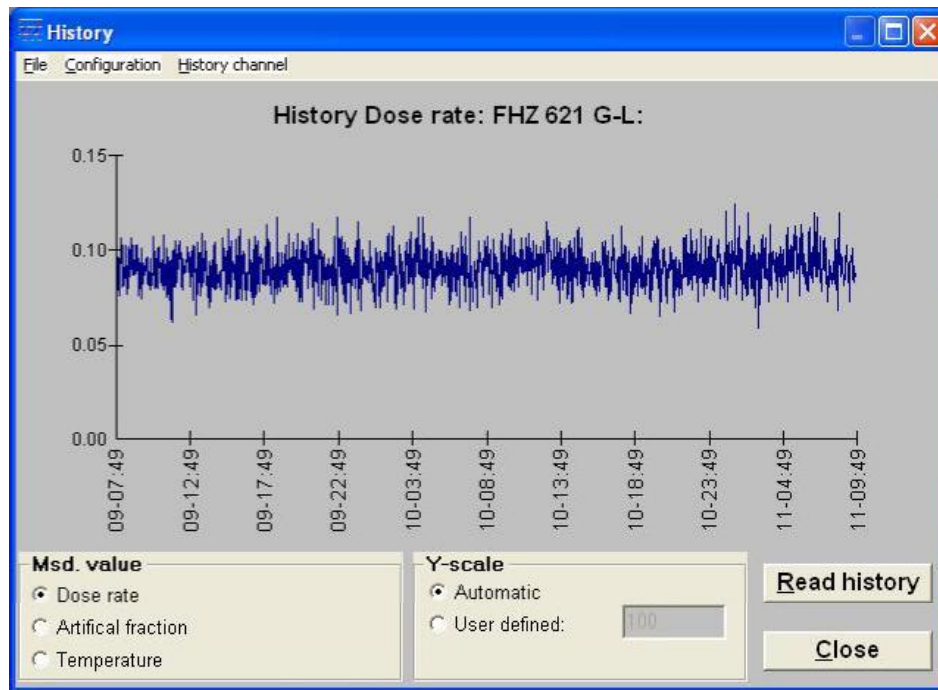 History
File Configuration History channel
History Dose rate: FHZ 621 G-L:
0.15
0.10
0.05
0.00
09-07:49
09-12:49
09-17:49
09-22:49
10-03:49
10-08:49
10-13:49
10-18:49
10-23:49
11-04:49
11-09:49
Msd. value
Dose rate
Artifical fraction
Temperature
Y-scale
Automatic
User defined: 100
Read history
Close